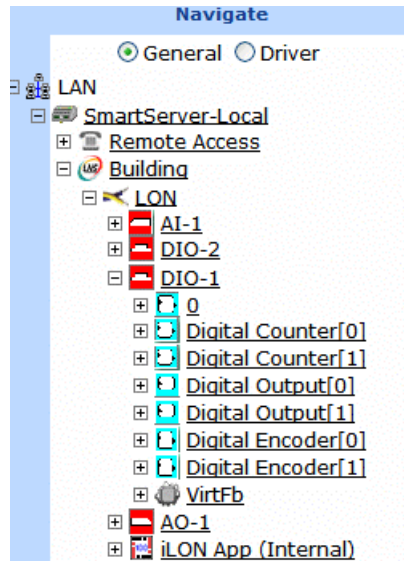 Navigate
General Driver
LAN
SmartServer-Local
Remote Access
Building
LON
AI-1
DIO-2
DIO-1
0
Digital Counter[0]
Digital Counter[1]
Digital Output[0]
Digital Output[1]
Digital Encoder[0]
Digital Encoder[1]
VirtFb
AO-1
iLON App (Internal)